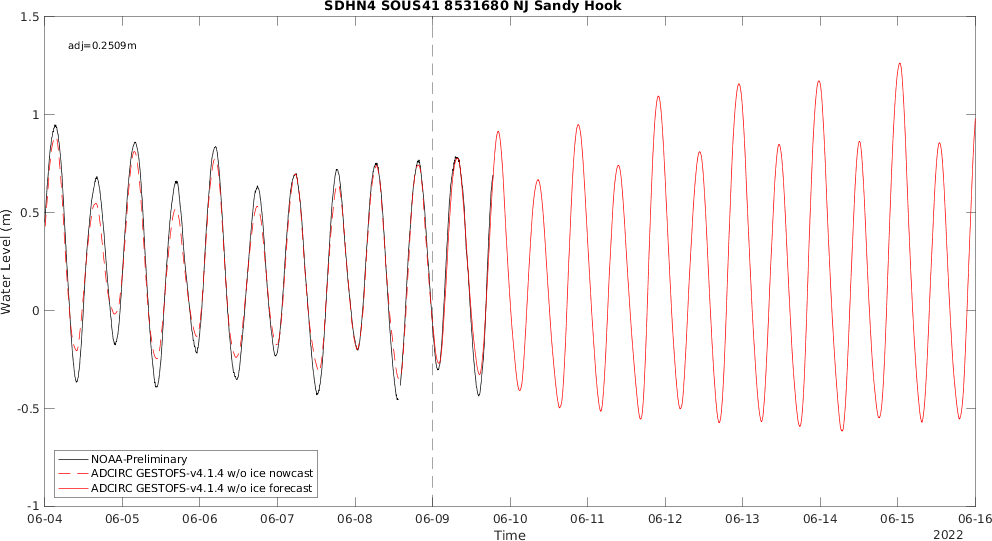 SDHN4 SOUS41 8531680 NJ Sandy Hook
adj=0.2509m
Water Level (m)
1.5
1
0.5
0
-0.5
-1
NOAA-Preliminary
ADCIRC GESTOFS-v4.1.4 w/o ice nowcast
ADCIRC GESTOFS-v4.1.4 w/o ice forecast
06-04 06-05 06-06 06-07 06-08 06-09 06-10 06-11 06-12 06-13 06-14 06-15 06-16
Time
2022